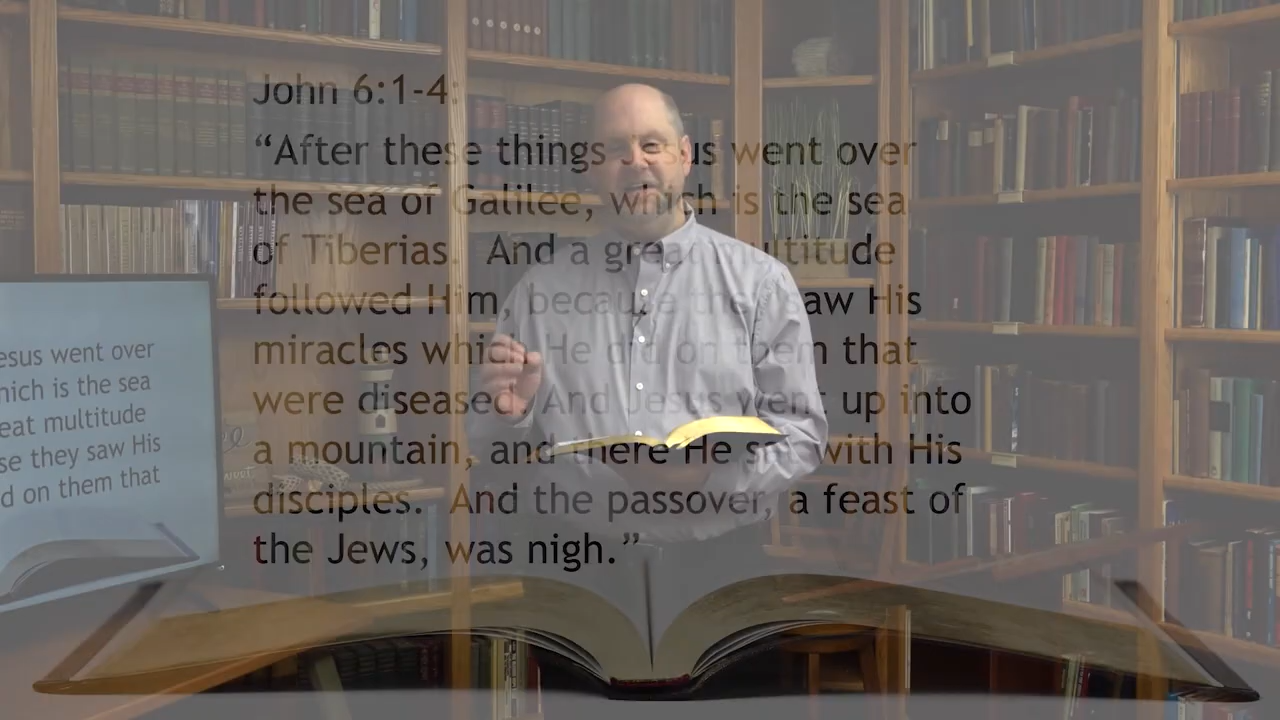 John 6:1-4:
“After these things Jesus went over
the sea of Galilee, which is the sea
of Tiberias. And a great multitude
followed Him, because they saw His
miracles which He did on them that
were diseased. And Jesus went up into
a mountain, and there He sat with His
disciples. And the passover, a feast of
the Jews, was nigh.”
esus went over
hich is the sea
eat multitude
se they saw His
d on them that